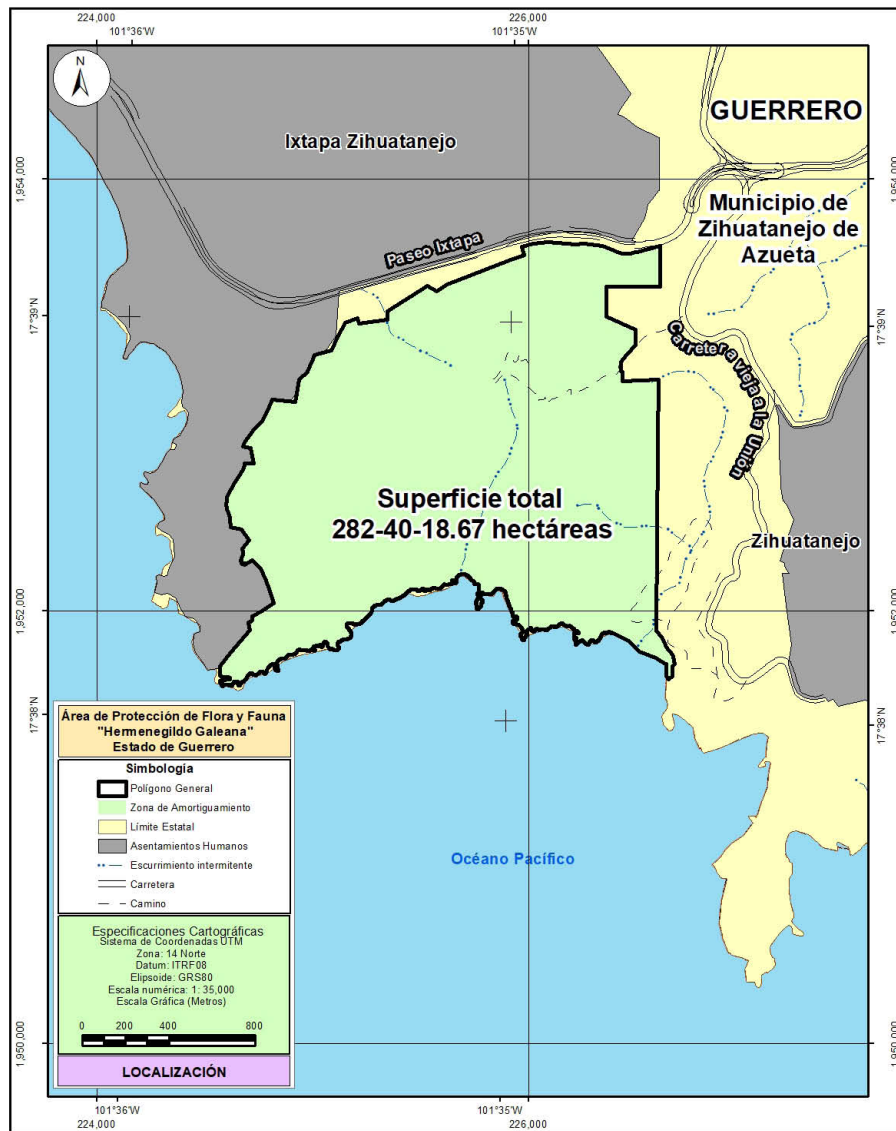 224,000
226,000
101°36'W
101°35'W
N
GUERRERO
Ixtapa Zihuatanejo
1,954,000
1,954,000
Municipio de
Zihuatanejo de
Azueta
Paseo Ixtapa
17°39'N
17°39'N
Carretera vieja a la Unión
Superficie total
282-40-18.67 hectáreas
Zihuatanejo
1,952,000
1,952,000
17°38'N
17°38'N
Área de Protección de Flora y Fauna
"Hermenegildo Galeana"
Estado de Guerrero
Simbología
Polígono General
Zona de Amortiguamiento
Límite Estatal
Asentamientos Humanos
Escurrimiento intermitente
Carretera
Camino
Océano Pacífico
Especificaciones Cartográficas
Sistema de Coordenadas UTM
Zona: 14 Norte
Datum: ITRF08
Elipsoide: GRS80
Escala numérica: 1: 35,000
Escala Gráfica (Metros)
0 200 400 800
LOCALIZACIÓN
1,950,000
1,950,000
101°36'W
101°35'W
224,000
226,000